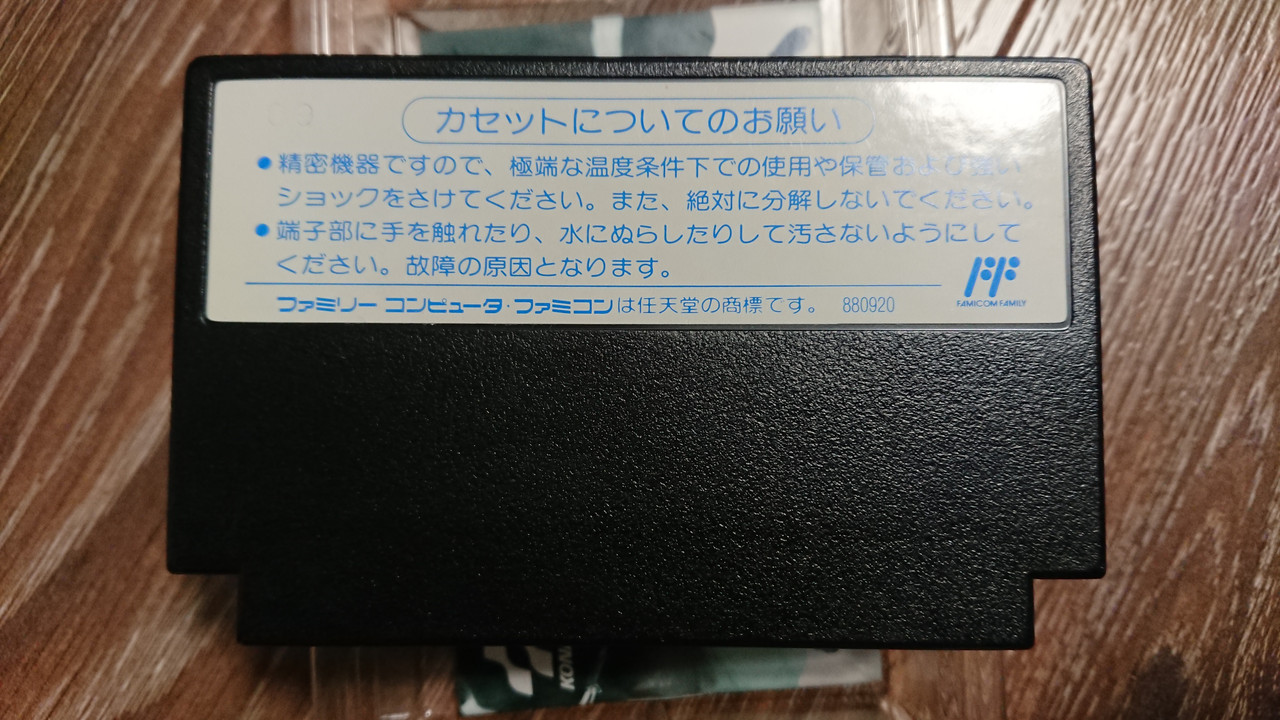 カセットについてのお願い
●精密機器ですので、極端な温度条件下での使用や保管および強い
ショックをさけてください。また、絶対に分解しないでください。
●端子部に手を触れたり、水にぬらしたりして汚さないようにして
ください。故障の原因となります。
ファミリー コンピュータ・ファミコンは任天堂の商標です。 880920
FAMICOM FAMILY